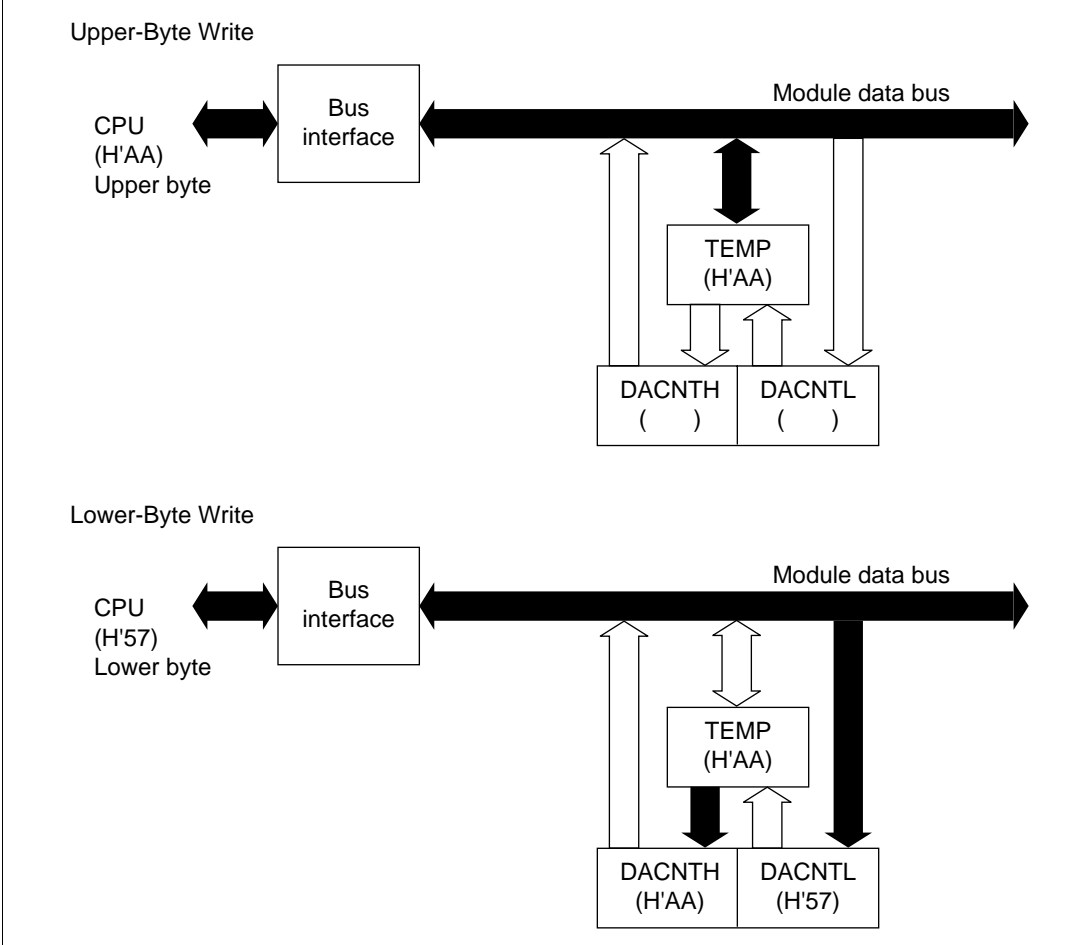 Upper-Byte Write
Module data bus
Bus
interface
CPU
(H'AA)
Upper byte
TEMP
(H'AA)
DACNTH
(       )
DACNTL
(       )
Lower-Byte Write
Module data bus
Bus
interface
CPU
(H'57)
Lower byte
TEMP
(H'AA)
DACNTH
(H'AA)
DACNTL
(H'57)